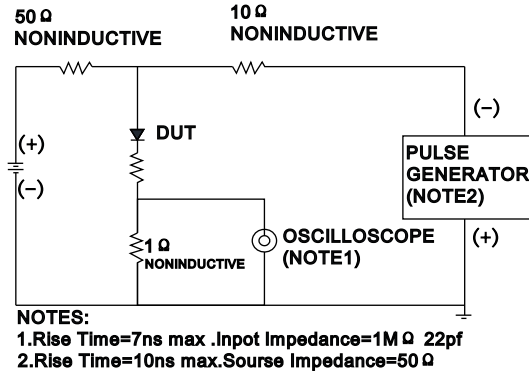 50Ω
NONINDUCTIVE
10Ω
NONINDUCTIVE
(+)
(−)
DUT
1Ω
NONINDUCTIVE
OSCILLOSCOPE
(NOTE1)
(−)
PULSE
GENERATOR
(NOTE2)
(+)
NOTES:
1.Rise Time=7ns max .Inpot Impedance=1MΩ 22pf
2.Rise Time=10ns max.Sourse Impedance=50Ω